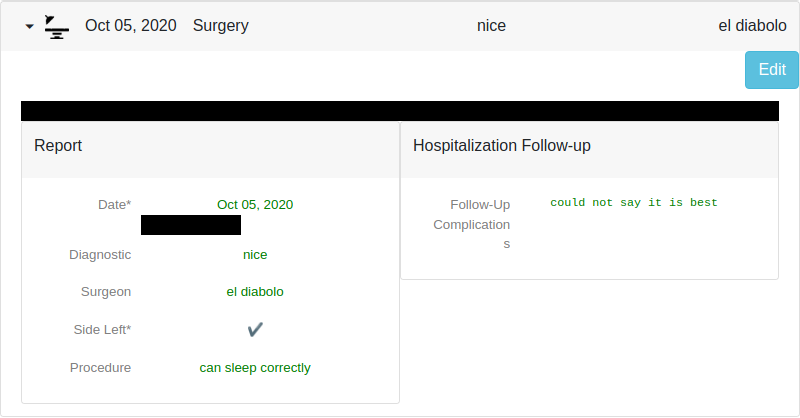 Oct 05, 2020 Surgery nice el diabolo
Edit
Report
Date* Oct 05, 2020
Diagnostic nice
Surgeon el diabolo
Side Left* ✔
Procedure can sleep correctly
Hospitalization Follow-up
Follow-Up could not say it is best
Complication
s